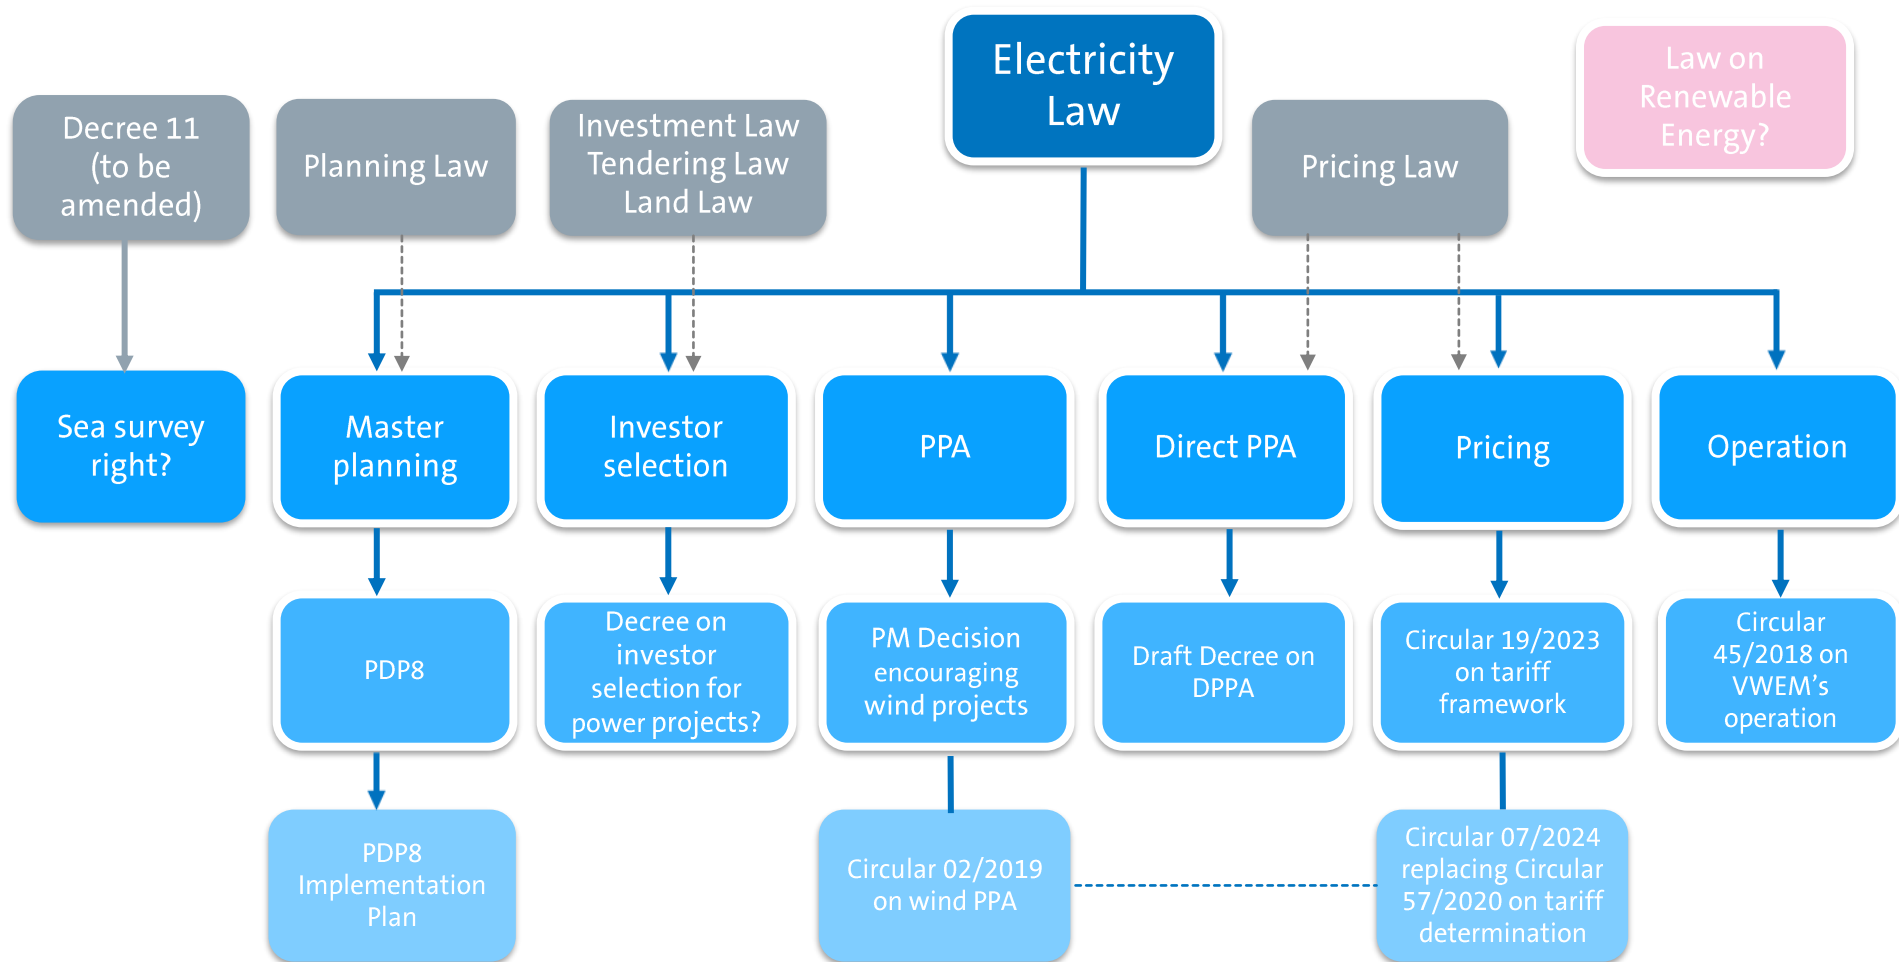 Electricity
Law
Law on
Renewable
Energy?
Decree 11
(to be
amended)
Planning Law
Investment Law
Tendering Law
Land Law
Pricing Law
Sea survey
right?
Master
planning
Investor
selection
PPA
Direct PPA
Pricing
Operation
PDP8
Decree on
investor
selection for
power projects?
PM Decision
encouraging
wind projects
Draft Decree on
DPPA
Circular 19/2023
on tariff
framework
Circular
45/2018 on
VWEM’s
operation
PDP8
Implementation
Plan
Circular 02/2019
on wind PPA
Circular 07/2024
replacing Circular
57/2020 on tariff
determination